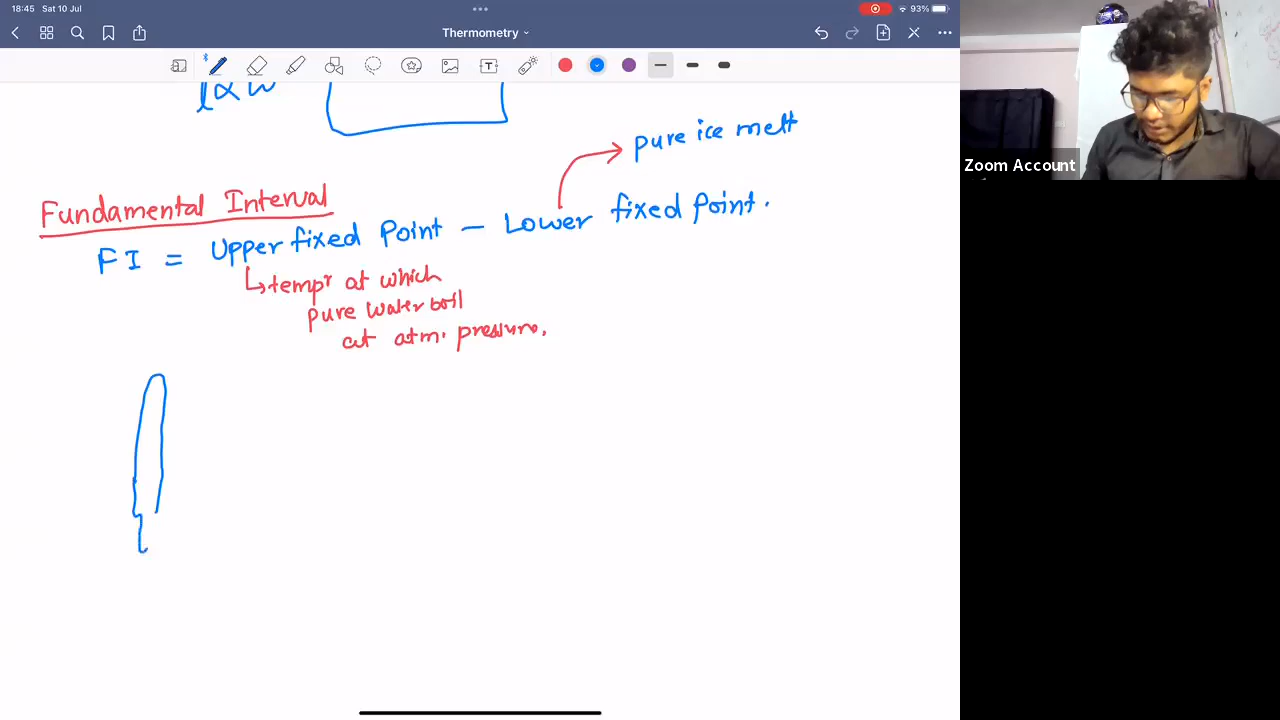 18:45 Sat 10 Jul
93%
Thermometry
l ∝ w
pure ice melt
Fundamental Interval
FI = Upper fixed Point - Lower fixed Point.
↳ tempr at which
pure water boil
at atm. pressure.
Zoom Account